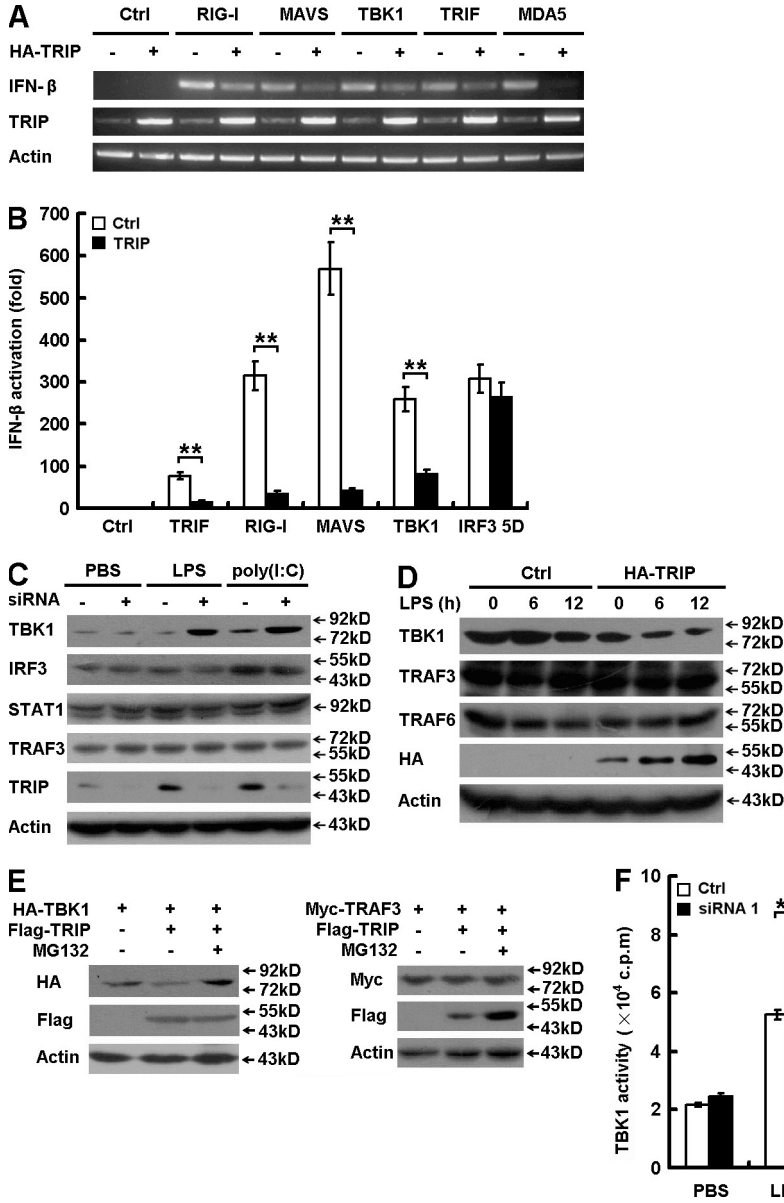 A
Ctrl RIG-I MAVS TBK1 TRIF MDA5
HA-TRIP - + - + - + - + - + - +
IFN-β
TRIP
Actin
B
700
600
500
400
300
200
100
0
IFN-β activation (fold)
Ctrl
TRIP
** ** ** **
Ctrl TRIF RIG-I MAVS TBK1 IRF3 5D
C
PBS LPS poly(I:C)
siRNA - + - + - +
TBK1 ←92kD
←72kD
IRF3 ←55kD
←43kD
STAT1 ←92kD
TRAF3 ←72kD
←55kD
TRIP ←55kD
←43kD
Actin ←43kD
D
Ctrl HA-TRIP
LPS (h) 0 6 12 0 6 12
TBK1 ←92kD
←72kD
TRAF3 ←72kD
←55kD
TRAF6 ←72kD
←55kD
HA ←55kD
←43kD
Actin ←43kD
E
HA-TBK1 + + +
Flag-TRIP - + +
MG132 - - +
HA ←92kD
←72kD
Flag ←55kD
←43kD
Actin ←43kD
Myc-TRAF3 + + +
Flag-TRIP - + +
MG132 - - +
Myc ←92kD
←72kD
Flag ←55kD
←43kD
Actin ←43kD
F
10
8
6
4
2
0
TBK1 activity (×10⁴ c.p.m)
Ctrl
siRNA 1
PBS